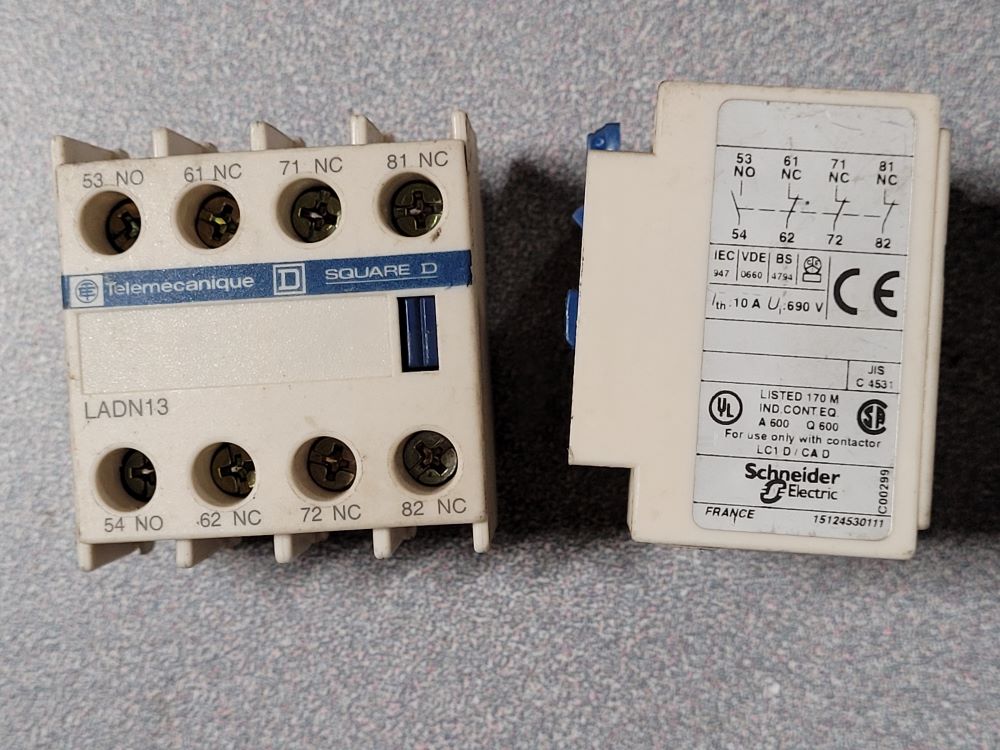 53 NO 61 NC 71 NC 81 NC
Telemecanique SQUARE D
LADN13
54 NO 62 NC 72 NC 82 NC
53 61 71 81
NO NC NC NC
54 62 72 82
IEC VDE BS
947 0660 4794
CE
Ith:10 A Ui:690 V
JIS
C 4531
UL
LISTED 170 M
IND.CONT.EQ.
A 600 Q 600
For use only with contactor
LC1 D / CA D
Schneider
Electric
C00299
FRANCE 15124530111